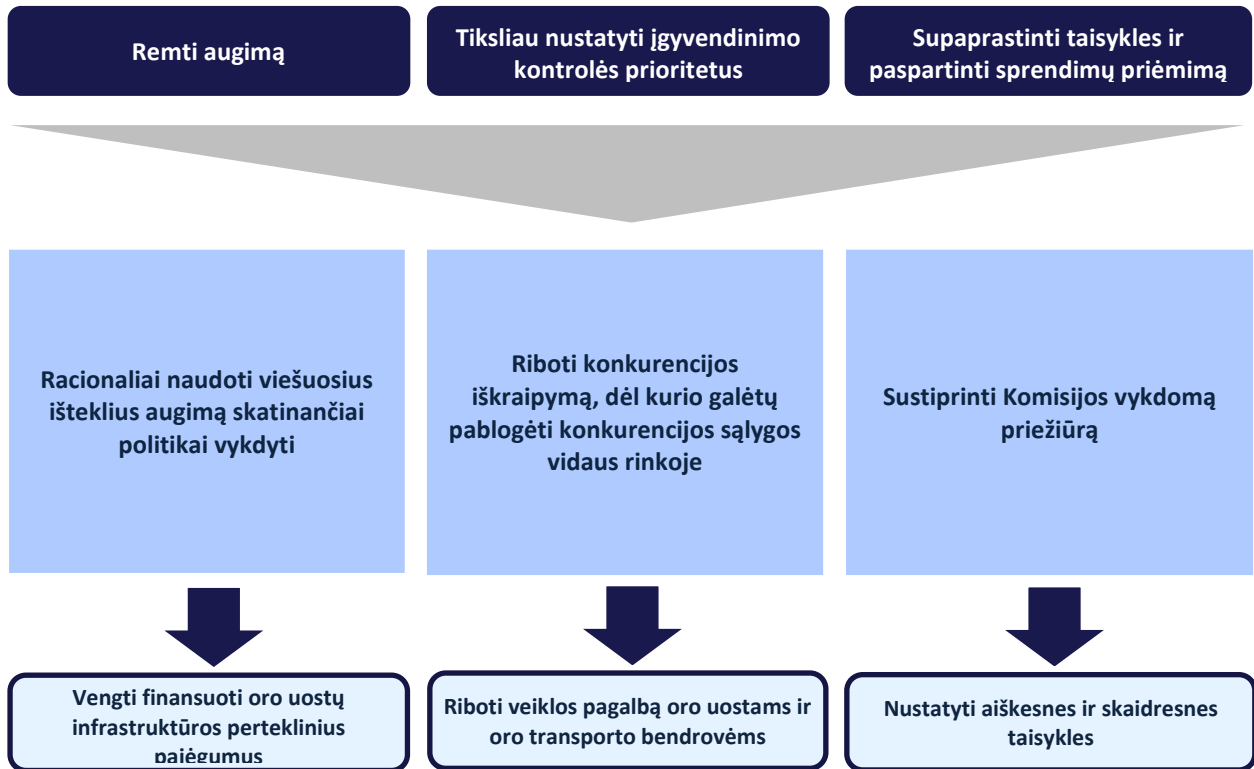 Remti augimą
Tiksliau nustatyti įgyvendinimo
kontrolės prioritetus
Supaprastinti taisykles ir
paspartinti sprendimų priėmimą
Racionaliai naudoti viešuosius
išteklius augimą skatinančiai
politikai vykdyti
Riboti konkurencijos
iškraipymą, dėl kurio galėtų
pablogėti konkurencijos sąlygos
vidaus rinkoje
Sustiprinti Komisijos vykdomą
priežiūrą
Vengti finansuoti oro uostų
infrastruktūros perteklinius
pajėgumus
Riboti veiklos pagalbą oro uostams ir
oro transporto bendrovėms
Nustatyti aiškesnes ir skaidresnes
taisykles